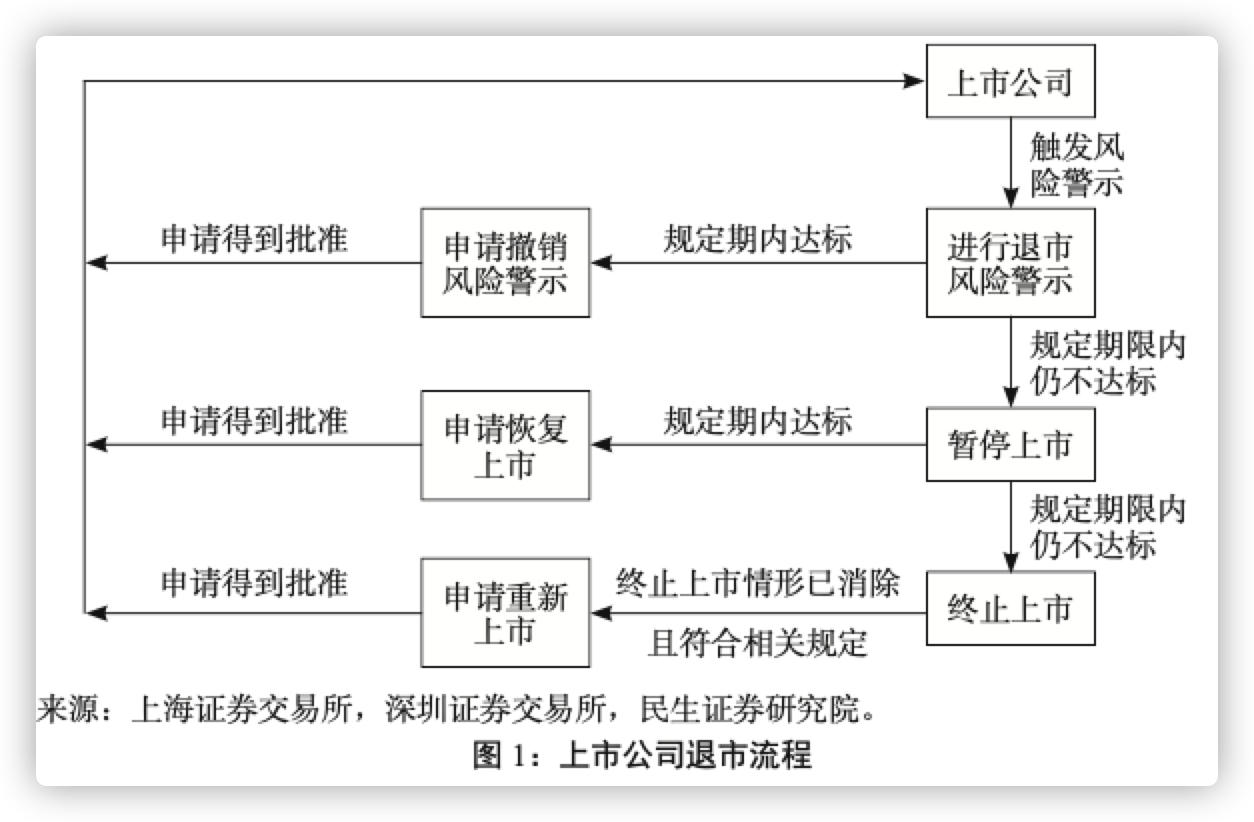 上市公司
触发风
险警示
申请得到批准
申请撤销
风险警示
规定期内达标
进行退市
风险警示
规定期限内
仍不达标
申请得到批准
申请恢复
上市
规定期内达标
暂停上市
规定期限内
仍不达标
申请得到批准
申请重新
上市
终止上市情形已消除
且符合相关规定
终止上市
来源：上海证券交易所，深圳证券交易所，民生证券研究院。
图 1：上市公司退市流程